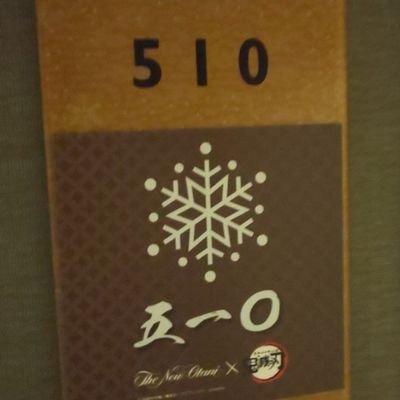 510
五一〇
The New Otani ×